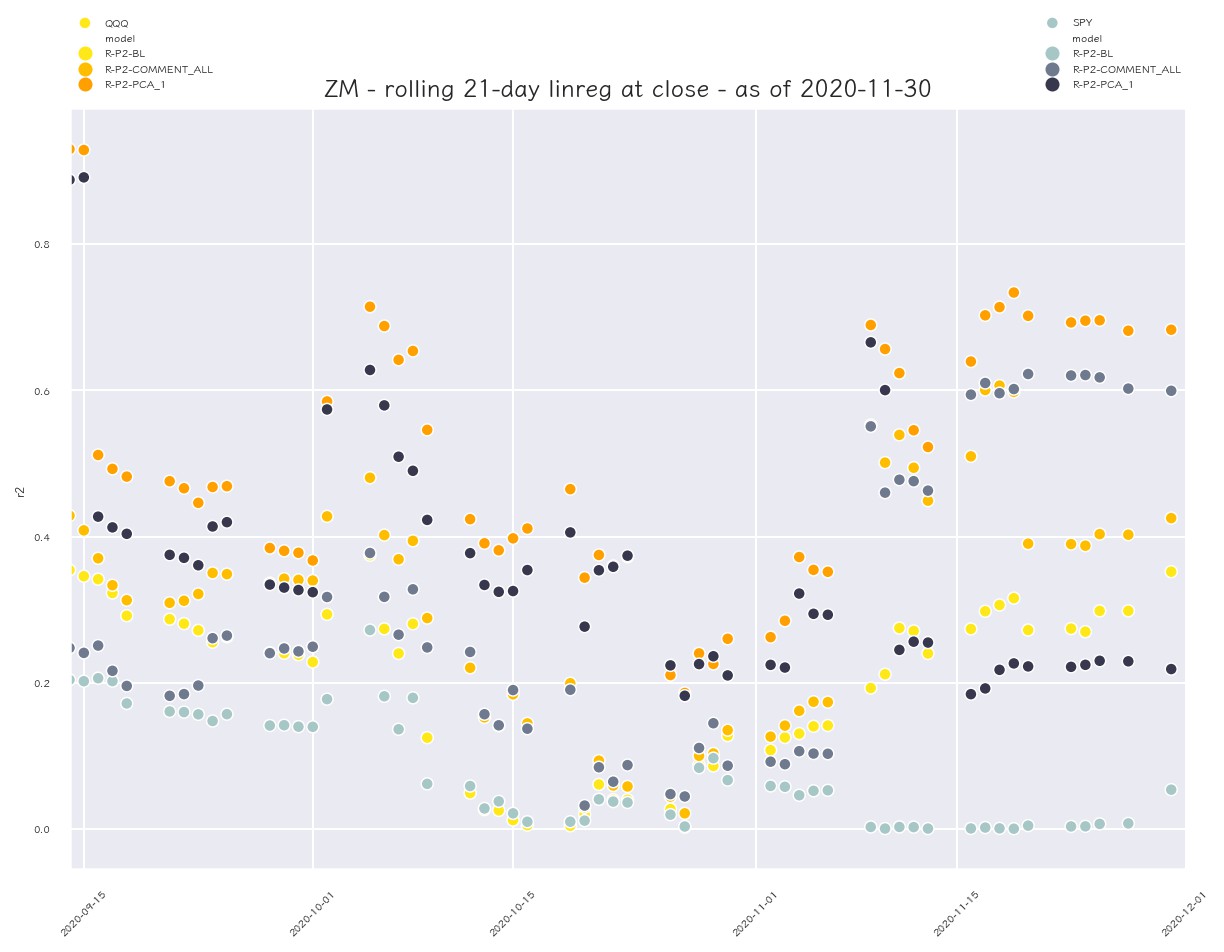 QQQ
model
R-P2-BL
R-P2-COMMENT_ALL
R-P2-PCA_1
SPY
model
R-P2-BL
R-P2-COMMENT_ALL
R-P2-PCA_1
ZM - rolling 21-day linreg at close - as of 2020-11-30
r2
0.8
0.6
0.4
0.2
0.0
2020-09-15
2020-10-01
2020-10-15
2020-11-01
2020-11-15
2020-12-01